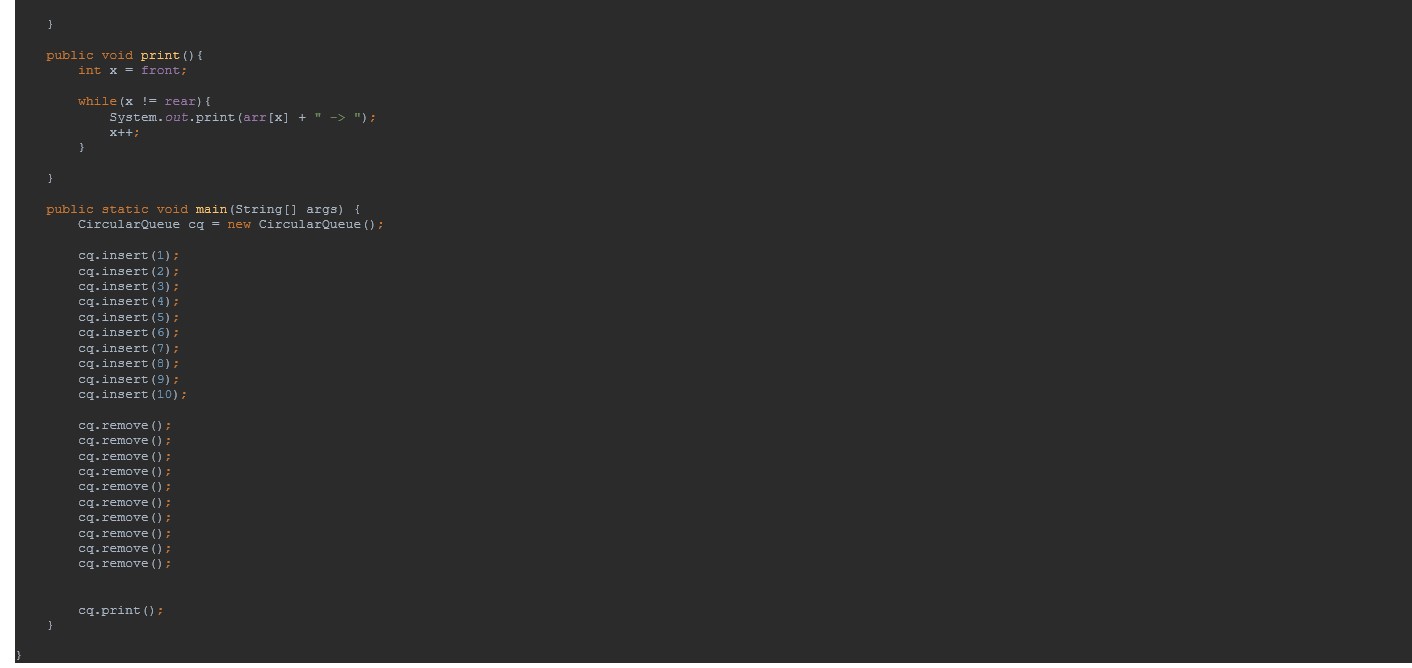 }
public void print(){
int x = front;
while(x != rear){
System.out.print(arr[x] + " -> ");
x++;
}
}
public static void main(String[] args) {
CircularQueue cq = new CircularQueue();
cq.insert(1);
cq.insert(2);
cq.insert(3);
cq.insert(4);
cq.insert(5);
cq.insert(6);
cq.insert(7);
cq.insert(8);
cq.insert(9);
cq.insert(10);
cq.remove();
cq.remove();
cq.remove();
cq.remove();
cq.remove();
cq.remove();
cq.remove();
cq.remove();
cq.remove();
cq.remove();
cq.print();
}
}